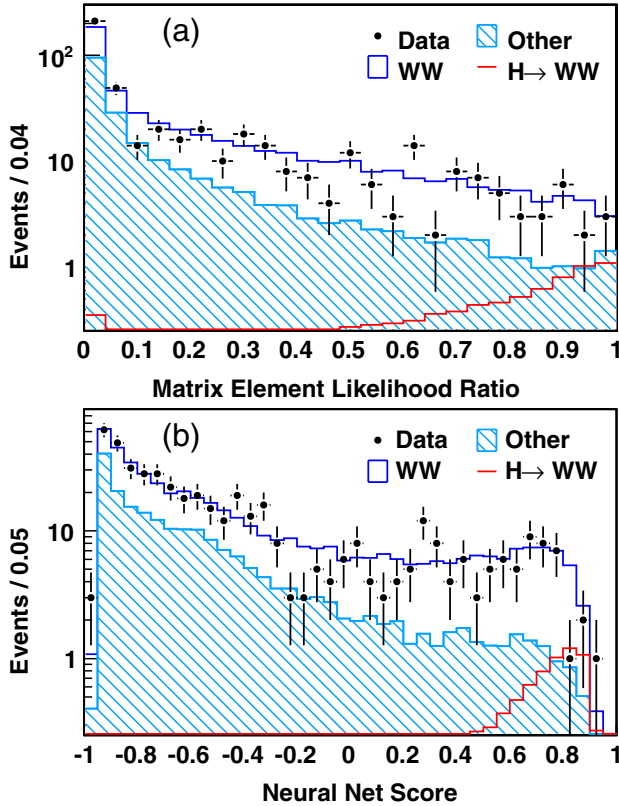 (a)
Data
Other
WW
H→ WW
Events / 0.04
10²
10
1
0 0.1 0.2 0.3 0.4 0.5 0.6 0.7 0.8 0.9 1
Matrix Element Likelihood Ratio
(b)
Data
Other
WW
H→ WW
Events / 0.05
10
1
-1 -0.8 -0.6 -0.4 -0.2 0 0.2 0.4 0.6 0.8 1
Neural Net Score